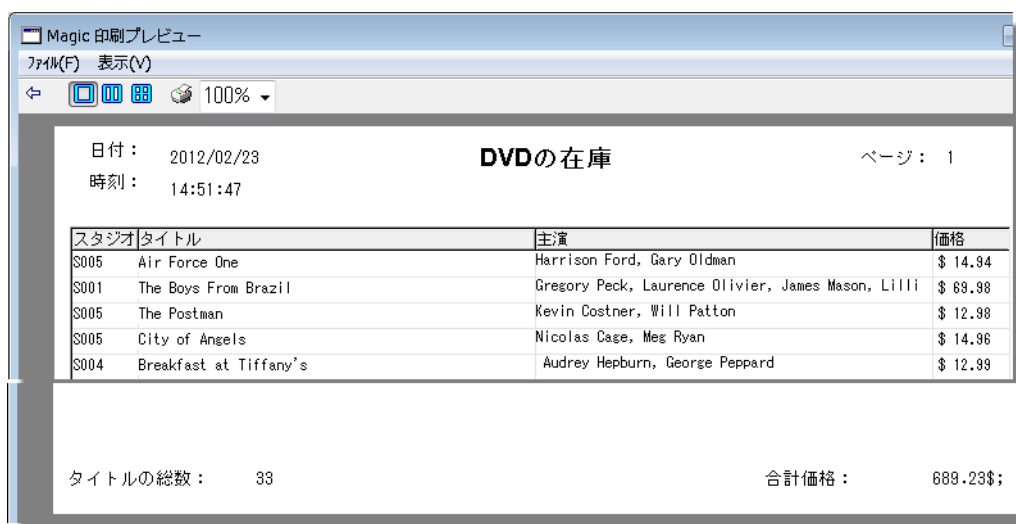 Magic 印刷プレビュー
ファイル(F) 表示(V)
100%
日付： 2012/02/23 DVDの在庫 ページ： 1
時刻： 14:51:47
スタジオ タイトル 主演 価格
S005 Air Force One Harrison Ford, Gary Oldman $ 14.94
S001 The Boys From Brazil Gregory Peck, Laurence Olivier, James Mason, Lilli $ 69.98
S005 The Postman Kevin Costner, Will Patton $ 12.98
S005 City of Angels Nicolas Cage, Meg Ryan $ 14.96
S004 Breakfast at Tiffany's Audrey Hepburn, George Peppard $ 12.99
タイトルの総数： 33 合計価格： 689.23$;